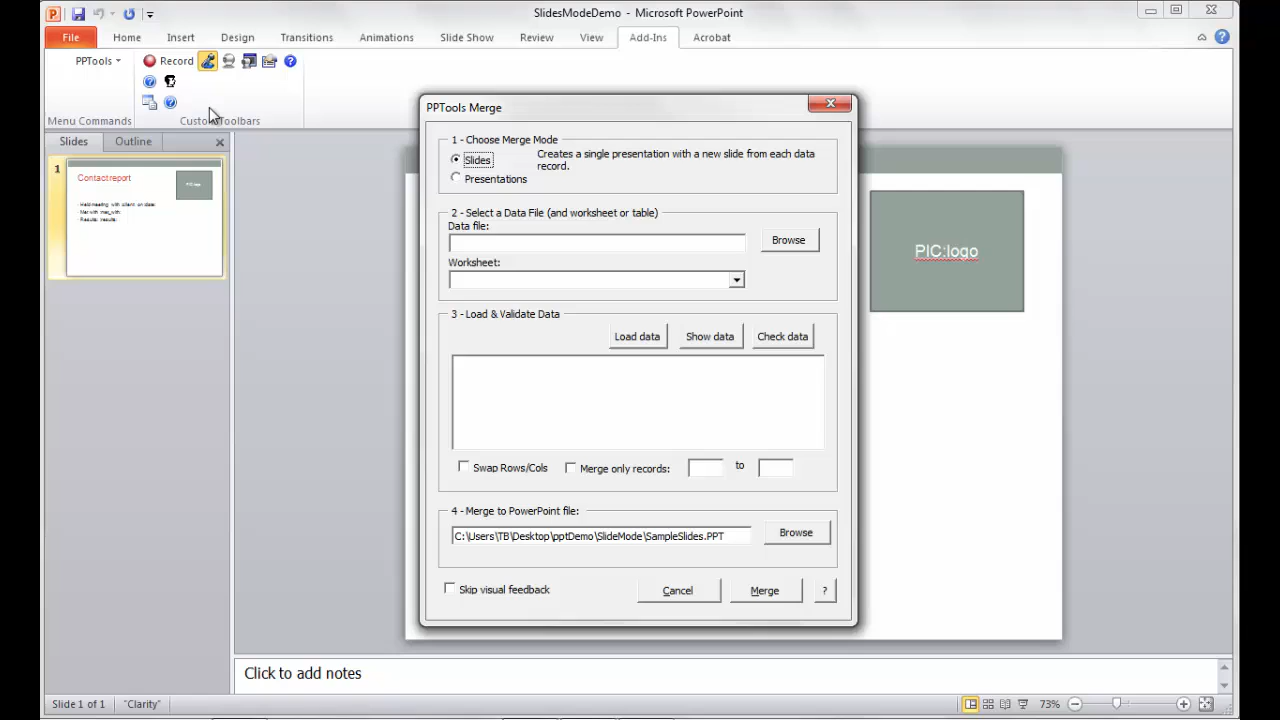 SlidesModeDemo - Microsoft PowerPoint
File Home Insert Design Transitions Animations Slide Show Review View Add-Ins Acrobat
PPTools Record
Menu Commands
Slides Outline
1
Contact report
PIC:logo
PPTools Merge
1 - Choose Merge Mode
Slides
Creates a single presentation with a new slide from each data
record.
Presentations
2 - Select a Data File (and worksheet or table)
Data file:
Browse
Worksheet:
3 - Load & Validate Data
Load data Show data Check data
Swap Rows/Cols Merge only records: to
4 - Merge to PowerPoint file:
C:\Users\TB\Desktop\pptDemo\SlideMode\SampleSlides.PPT
Browse
Skip visual feedback
Cancel Merge ?
PIC:logo
Click to add notes
Slide 1 of 1 "Clarity" 73%